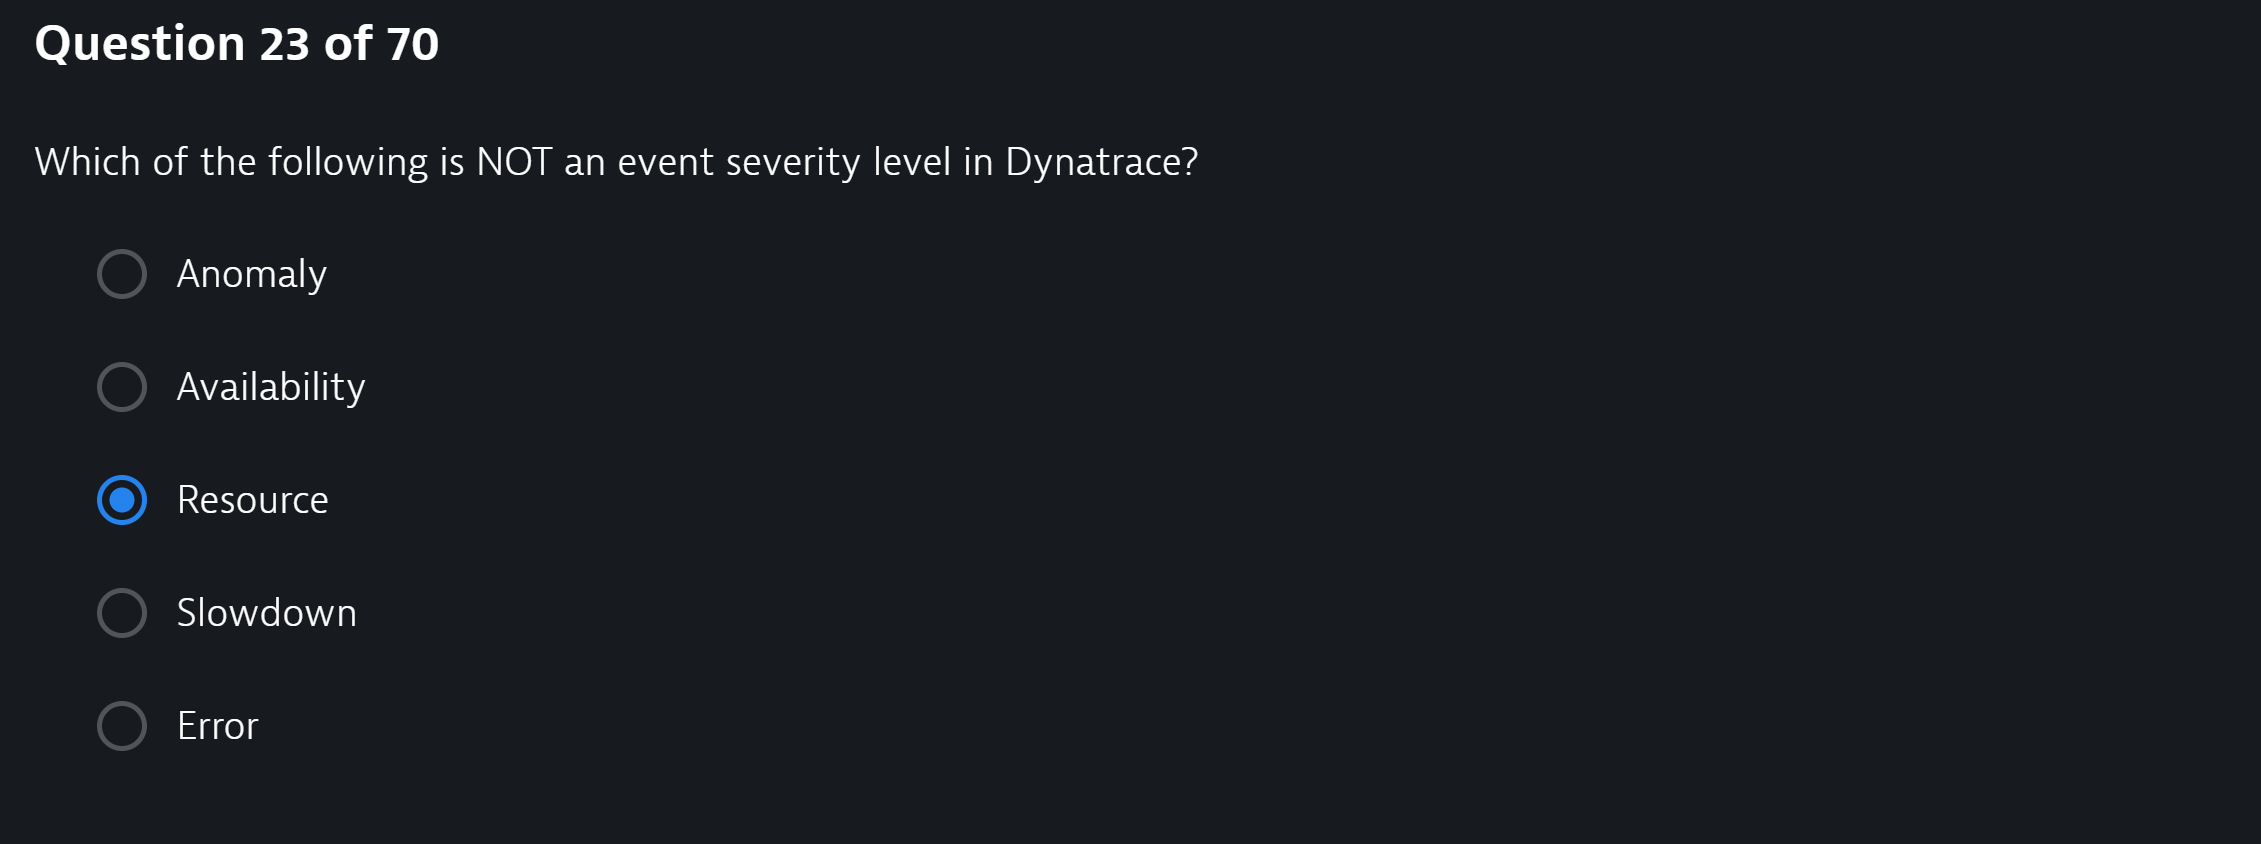 Question 23 of 70
Which of the following is NOT an event severity level in Dynatrace?
Anomaly
Availability
Resource
Slowdown
Error